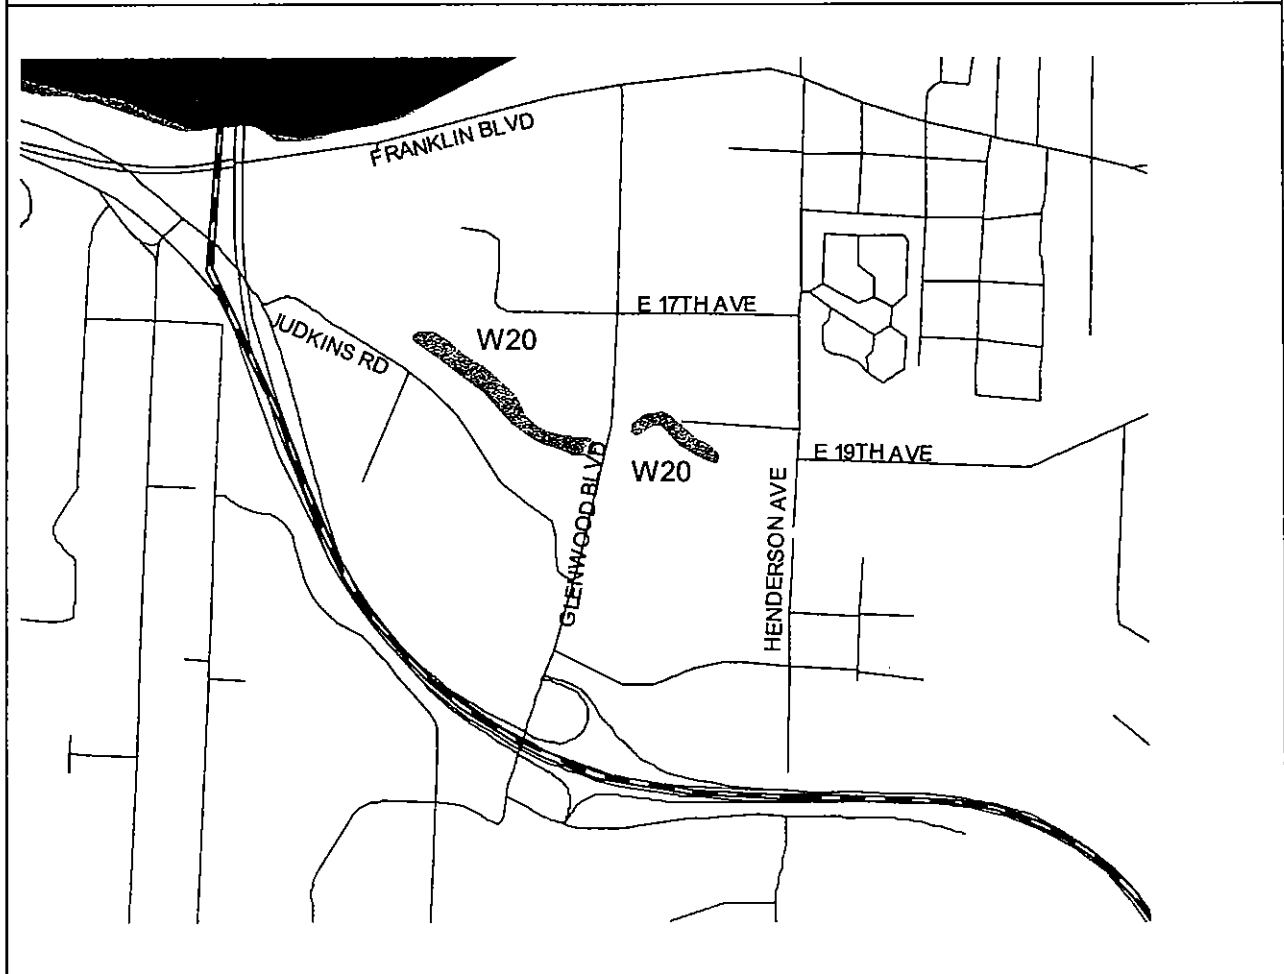 FRANKLIN BLVD
E 17TH AVE
JUDKINS RD
W20
W20
E 19TH AVE
GLENWOOD BLVD
HENDERSON AVE